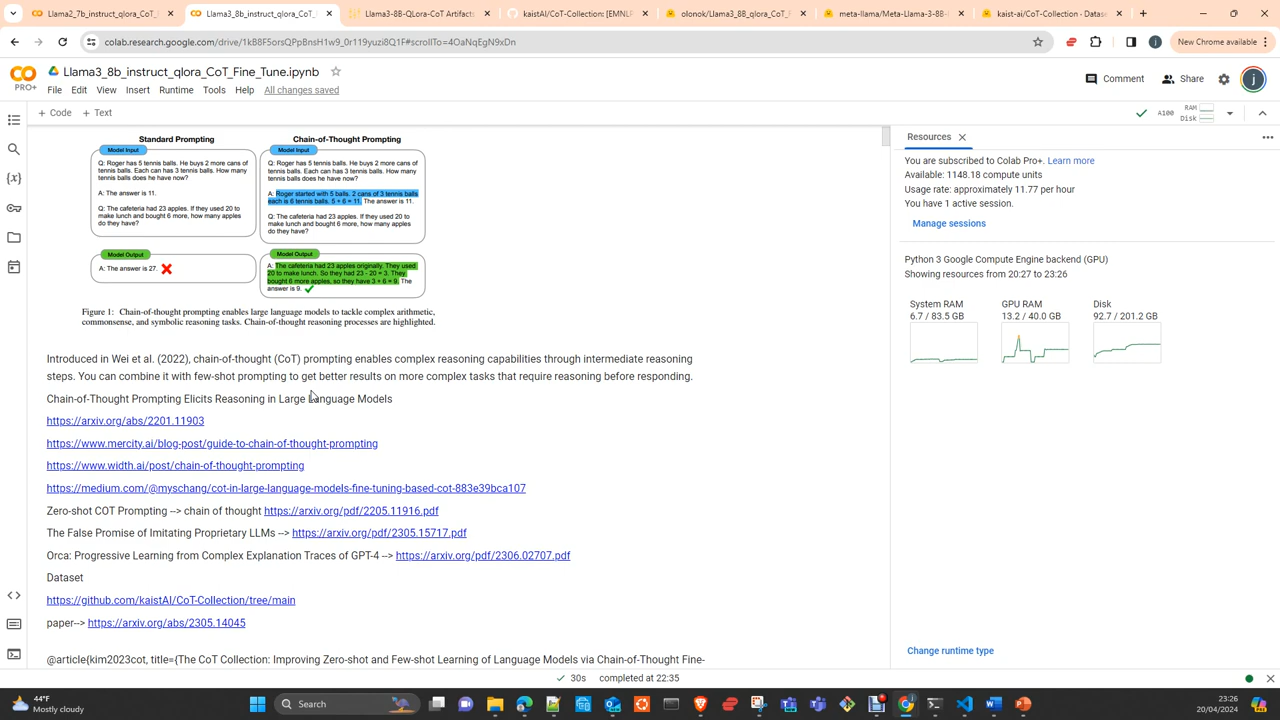 Llama2_7b_instruct_qlora_CoT_F
Llama3_8b_instruct_qlora_CoT_F
Llama3-8B-QLora-CoT Artifacts
kaistAI/CoT-Collection: [EMNLP
olonok/Llama3_8B_qlora_CoT_Fi
meta-llama/Meta-Llama-3-8B-I
kaist-ai/CoT-Collection · Datase
New Chrome available
Llama3_8b_instruct_qlora_CoT_Fine_Tune.ipynb
PRO+
File Edit View Insert Runtime Tools Help All changes saved
Comment
Share
+ Code + Text
A100
RAM
Disk
Standard Prompting
Model Input
Q: Roger has 5 tennis balls. He buys 2 more cans of
tennis balls. Each can has 3 tennis balls. How many
tennis balls does he have now?
A: The answer is 11.
Q: The cafeteria had 23 apples. If they used 20 to
make lunch and bought 6 more, how many apples
do they have?
Model Output
A: The answer is 27.
Chain-of-Thought Prompting
Model Input
Q: Roger has 5 tennis balls. He buys 2 more cans of
tennis balls. Each can has 3 tennis balls. How many
tennis balls does he have now?
A: Roger started with 5 balls. 2 cans of 3 tennis balls
each is 6 tennis balls. 5 + 6 = 11. The answer is 11.
Q: The cafeteria had 23 apples. If they used 20 to
make lunch and bought 6 more, how many apples
do they have?
Model Output
A: The cafeteria had 23 apples originally. They used
20 to make lunch. So they had 23 - 20 = 3. They
bought 6 more apples, so they have 3 + 6 = 9. The
answer is 9.
Figure 1: Chain-of-thought prompting enables large language models to tackle complex arithmetic,
commonsense, and symbolic reasoning tasks. Chain-of-thought reasoning processes are highlighted.
Introduced in Wei et al. (2022), chain-of-thought (CoT) prompting enables complex reasoning capabilities through intermediate reasoning
steps. You can combine it with few-shot prompting to get better results on more complex tasks that require reasoning before responding.
Chain-of-Thought Prompting Elicits Reasoning in Large Language Models
https://arxiv.org/abs/2201.11903
https://www.mercity.ai/blog-post/guide-to-chain-of-thought-prompting
https://www.width.ai/post/chain-of-thought-prompting
https://medium.com/@myschang/cot-in-large-language-models-fine-tuning-based-cot-883e39bca107
Zero-shot COT Prompting --> chain of thought https://arxiv.org/pdf/2205.11916.pdf
The False Promise of Imitating Proprietary LLMs --> https://arxiv.org/pdf/2305.15717.pdf
Orca: Progressive Learning from Complex Explanation Traces of GPT-4 --> https://arxiv.org/pdf/2306.02707.pdf
Dataset
https://github.com/kaistAI/CoT-Collection/tree/main
paper--> https://arxiv.org/abs/2305.14045
@article{kim2023cot, title={The CoT Collection: Improving Zero-shot and Few-shot Learning of Language Models via Chain-of-Thought Fine-
Resources
You are subscribed to Colab Pro+. Learn more
Available: 1148.18 compute units
Usage rate: approximately 11.77 per hour
You have 1 active session.
Manage sessions
Python 3 Google Compute Engine backend (GPU)
Showing resources from 20:27 to 23:26
System RAM
6.7 / 83.5 GB
GPU RAM
13.2 / 40.0 GB
Disk
92.7 / 201.2 GB
Change runtime type
30s completed at 22:35
44°F
Mostly cloudy
Search
23:26
20/04/2024